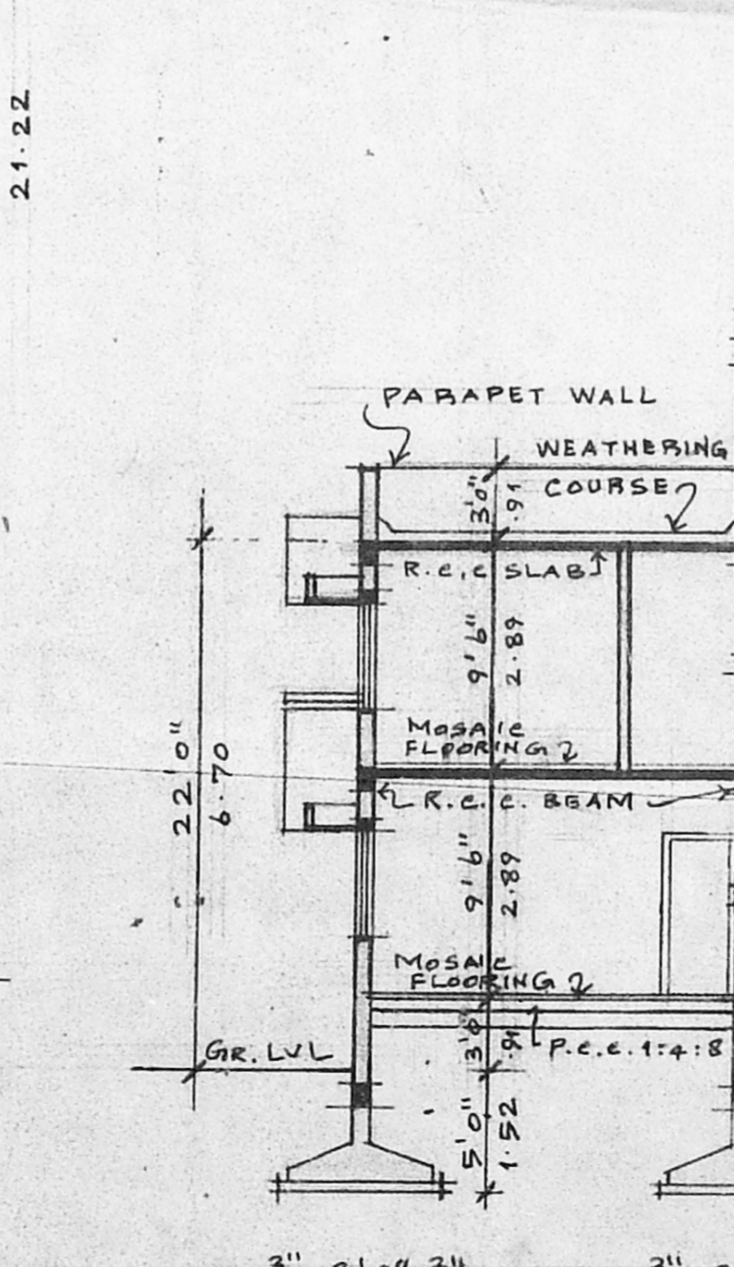 21.22
PARAPET WALL
WEATHERING
COURSE
3'0"
.91
R.C.C SLAB
9'6"
2.89
MOSAIC
FLOORING
22'0"
6.70
R.C.C. BEAM
9'6"
2.89
MOSAIC
FLOORING
3'0"
.91
P.C.C. 1:4:8
GR. LVL
5'0"
1.52